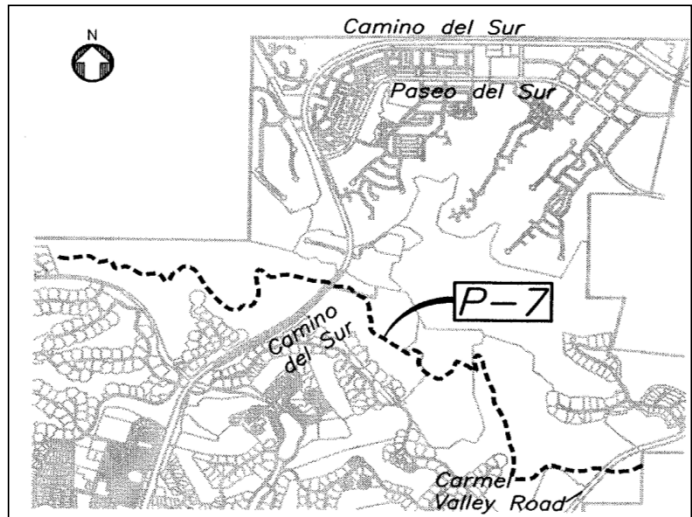 Camino del Sur
N
Paseo del Sur
P-7
Camino
del Sur
Carmel
Valley Road